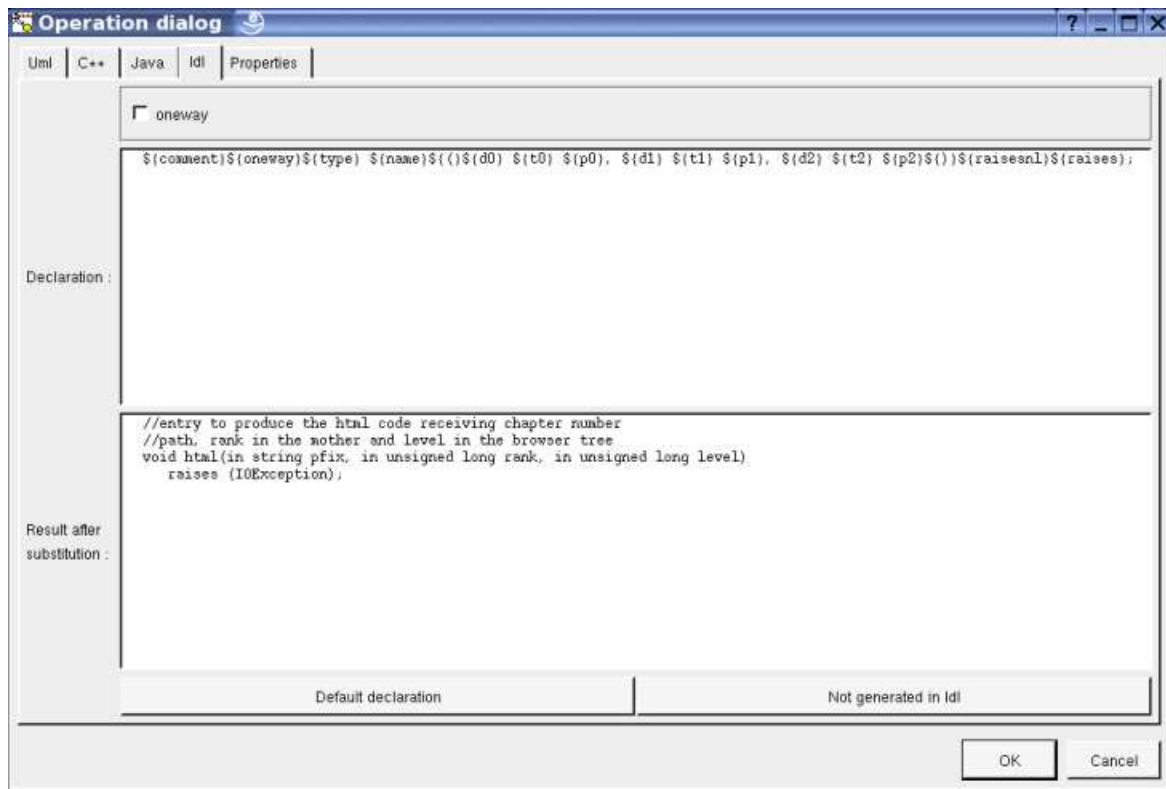 Operation dialog
Uml C++ Java Idl Properties
oneway
Declaration :
${comment}${oneway}${type} ${name}${(}${d0} ${t0} ${p0}, ${d1} ${t1} ${p1}, ${d2} ${t2} ${p2}${)}${raisesnl}${raises};
Result after
substitution :
//entry to produce the html code receiving chapter number
//path, rank in the mother and level in the browser tree
void html(in string pfix, in unsigned long rank, in unsigned long level)
raises (IOException);
Default declaration Not generated in Idl
OK Cancel